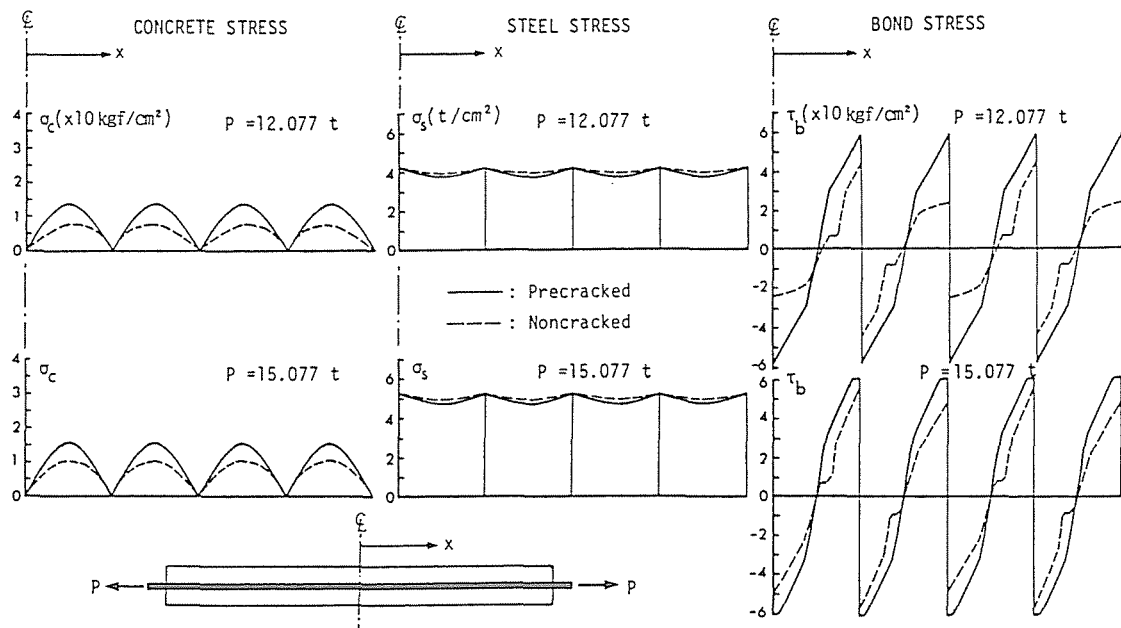 ℄ CONCRETE STRESS
x
σc(x10 kgf/cm²) P =12.077 t
4
3
2
1
0
℄ STEEL STRESS
x
σs(t/cm²) P =12.077 t
6
4
2
0
℄ BOND STRESS
x
τb(x10 kgf/cm²) P =12.077 t
6
4
2
0
-2
-4
-6
——— : Precracked
----- : Noncracked
σc P =15.077 t
4
3
2
1
0
σs P =15.077 t
6
4
2
0
τb P =15.077 t
6
4
2
0
-2
-4
-6
℄
x
P P